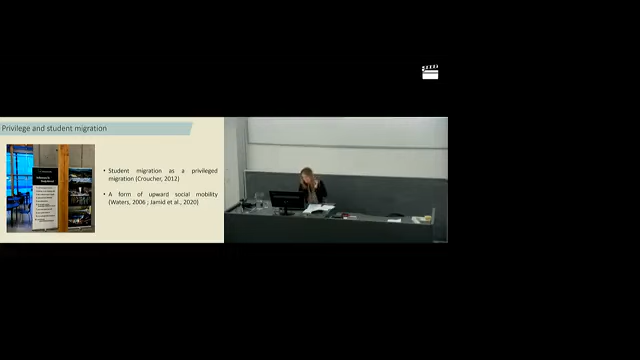 Privilege and student migration
• Student migration as a privileged
migration (Croucher, 2012)
• A form of upward social mobility
(Waters, 2006 ; Jamid et al., 2020)